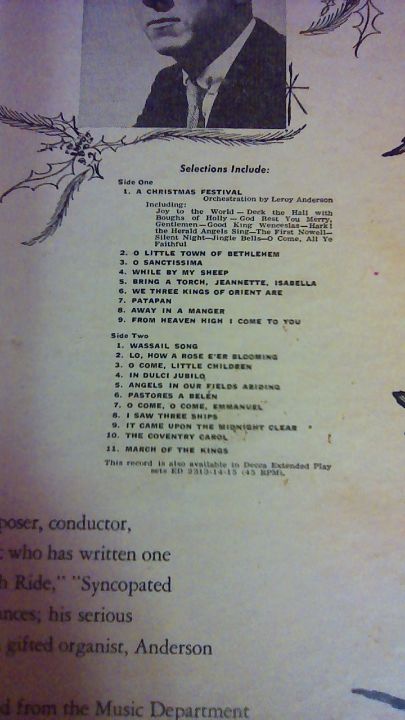 Selections Include:
Side One
1. A CHRISTMAS FESTIVAL
Orchestration by Leroy Anderson
Including:
Joy to the World — Deck the Hall with
Boughs of Holly — God Rest You Merry,
Gentlemen — Good King Wenceslas — Hark!
the Herald Angels Sing — The First Nowell —
Silent Night — Jingle Bells — O Come, All Ye
Faithful
2. O LITTLE TOWN OF BETHLEHEM
3. O SANCTISSIMA
4. WHILE BY MY SHEEP
5. BRING A TORCH, JEANNETTE, ISABELLA
6. WE THREE KINGS OF ORIENT ARE
7. PATAPAN
8. AWAY IN A MANGER
9. FROM HEAVEN HIGH I COME TO YOU
Side Two
1. WASSAIL SONG
2. LO, HOW A ROSE E'ER BLOOMING
3. O COME, LITTLE CHILDREN
4. IN DULCI JUBILO
5. ANGELS IN OUR FIELDS ABIDING
6. PASTORES A BELEN
7. O COME, O COME, EMMANUEL
8. I SAW THREE SHIPS
9. IT CAME UPON THE MIDNIGHT CLEAR
10. THE COVENTRY CAROL
11. MARCH OF THE KINGS
This record is also available in Decca Extended Play
sets ED 2313-14-15 (45 RPM).
poser, conductor,
who has written one
h Ride," "Syncopated
ances; his serious
gifted organist, Anderson
d from the Music Department